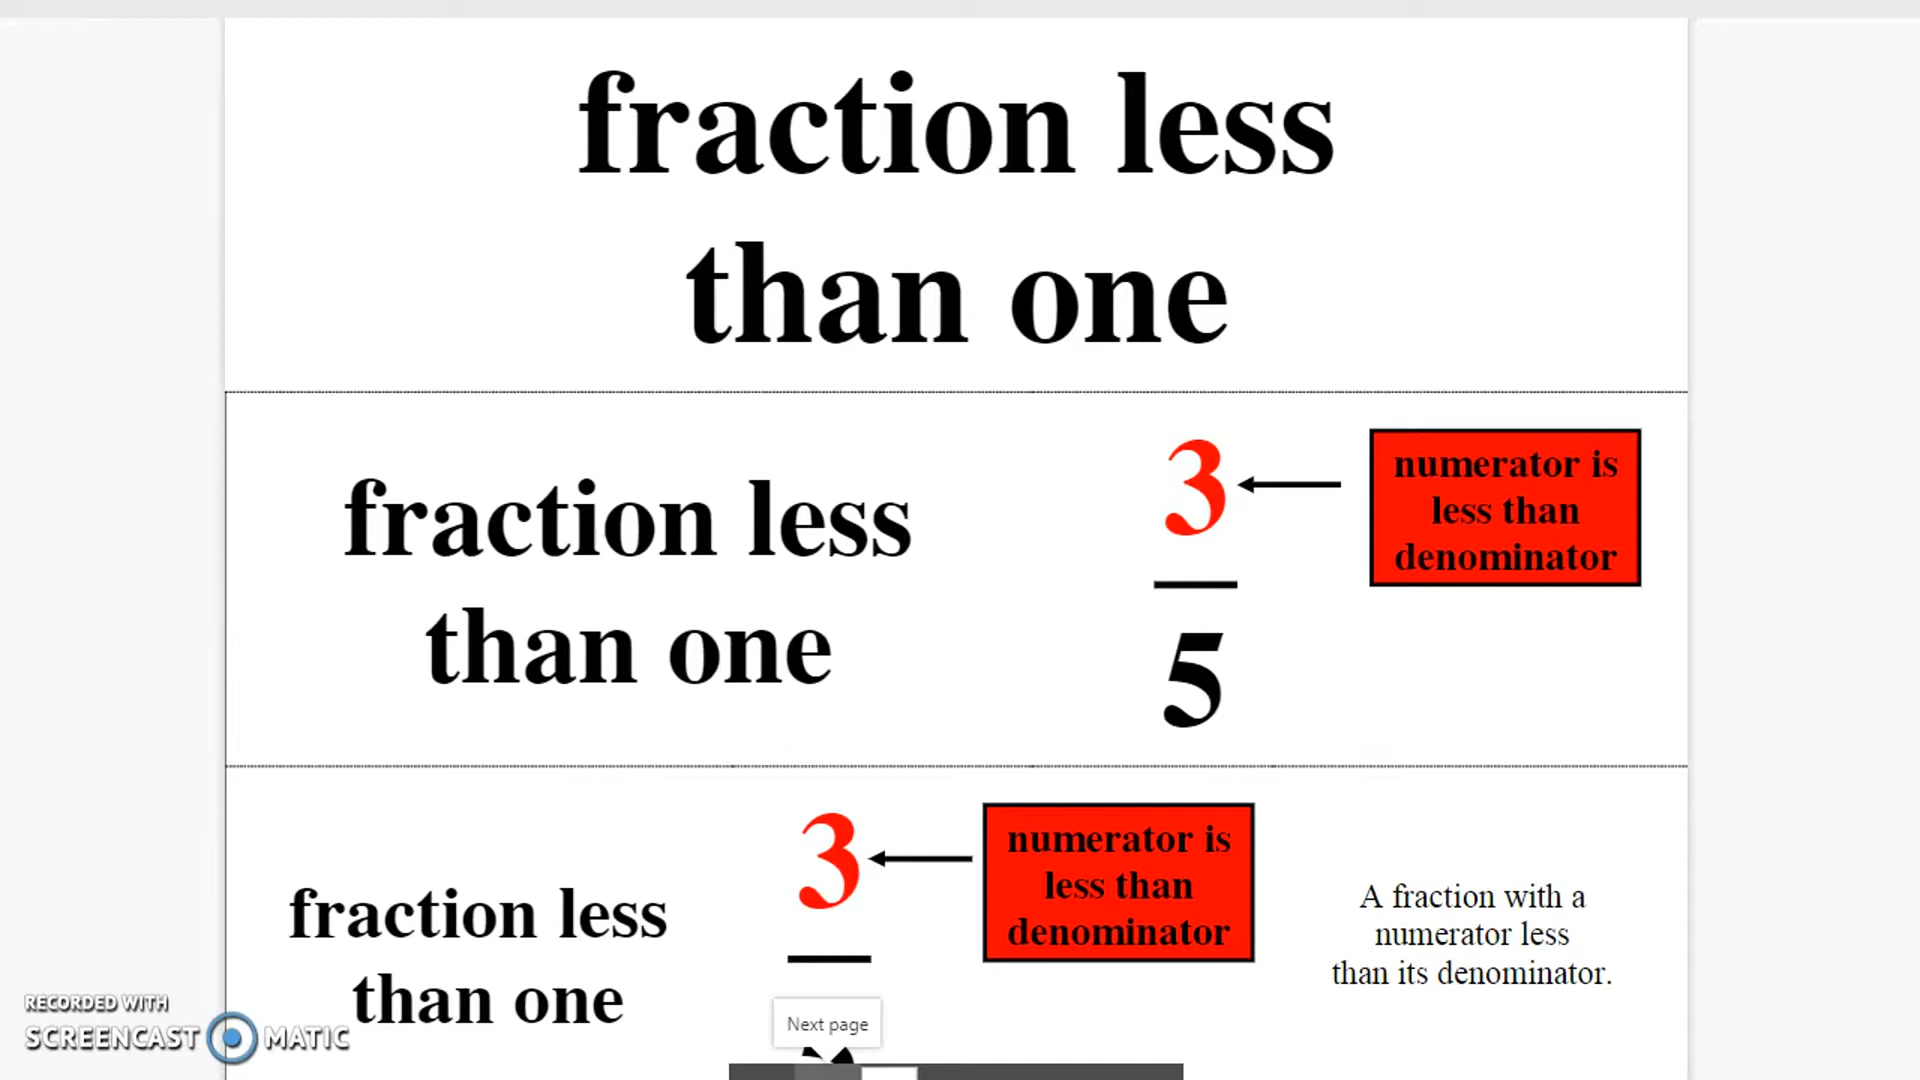 fraction less
than one
fraction less
than one
3
5
numerator is
less than
denominator
fraction less
than one
3
numerator is
less than
denominator
A fraction with a
numerator less
than its denominator.
Next page
RECORDED WITH
SCREENCAST MATIC